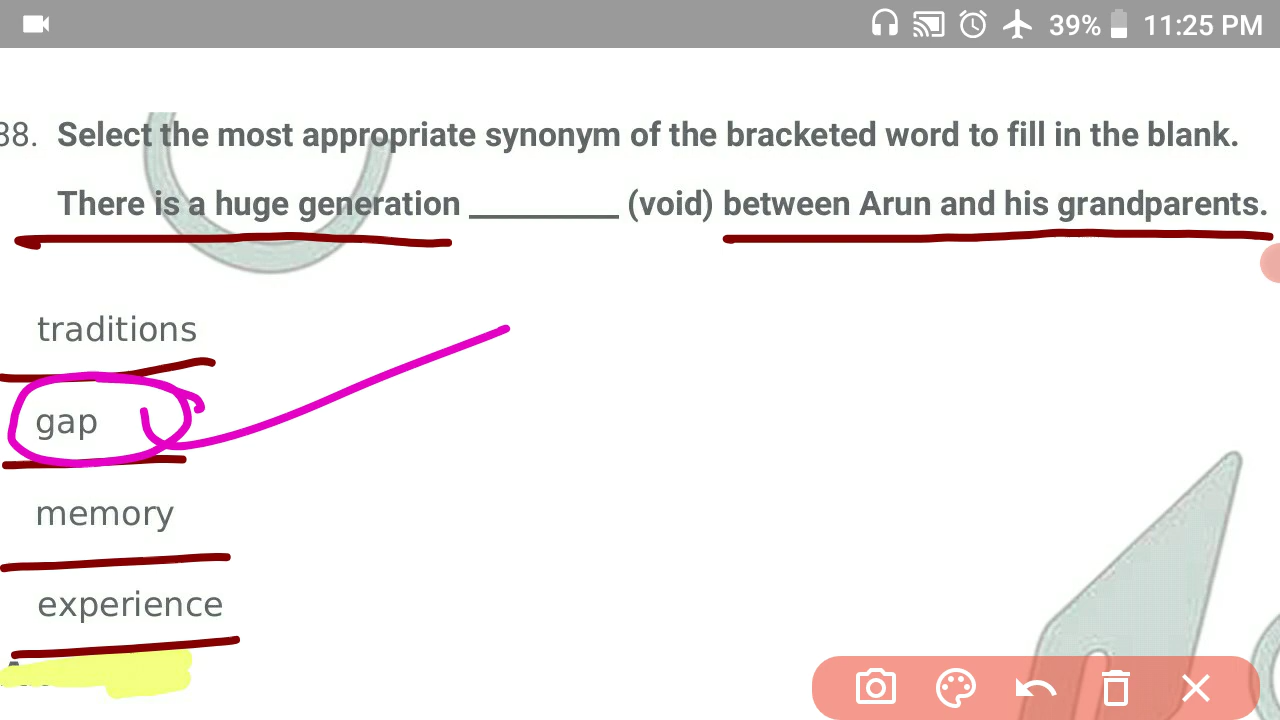 39% 11:25 PM
38. Select the most appropriate synonym of the bracketed word to fill in the blank.
There is a huge generation _________ (void) between Arun and his grandparents.
traditions
gap
memory
experience